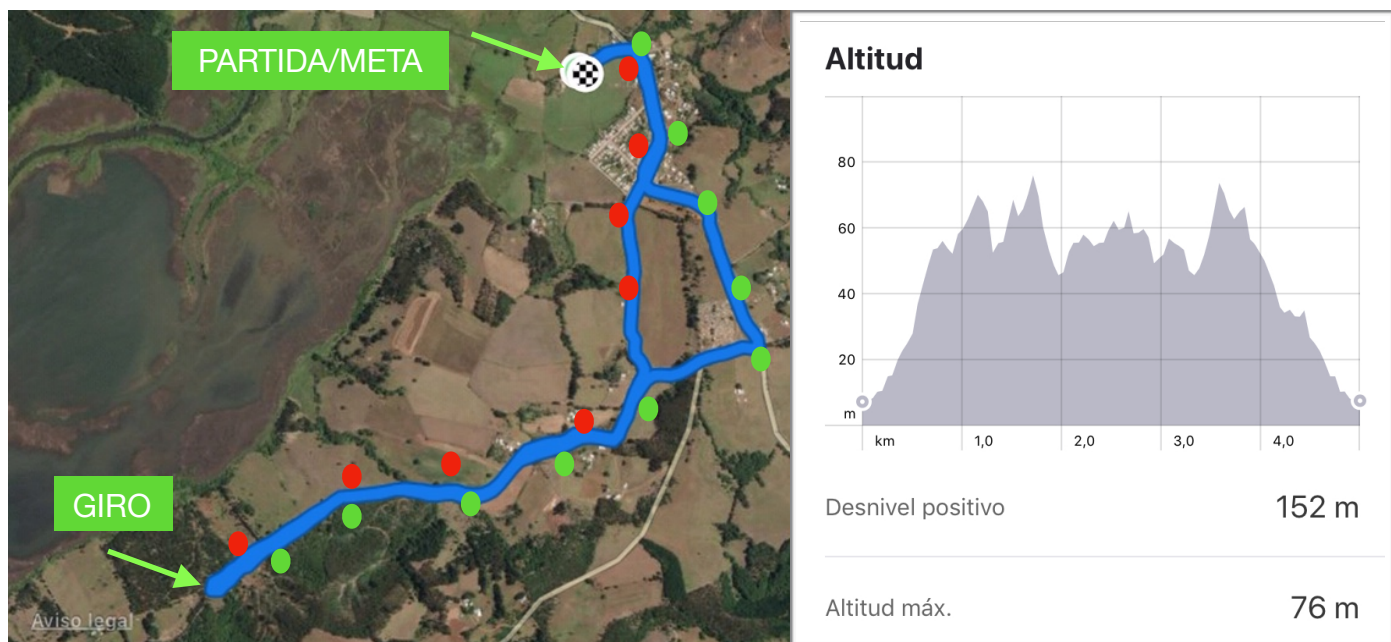 PARTIDA/META
GIRO
Aviso legal
Altitud
80
60
40
20
m
km 1,0 2,0 3,0 4,0
Desnivel positivo 152 m
Altitud máx. 76 m